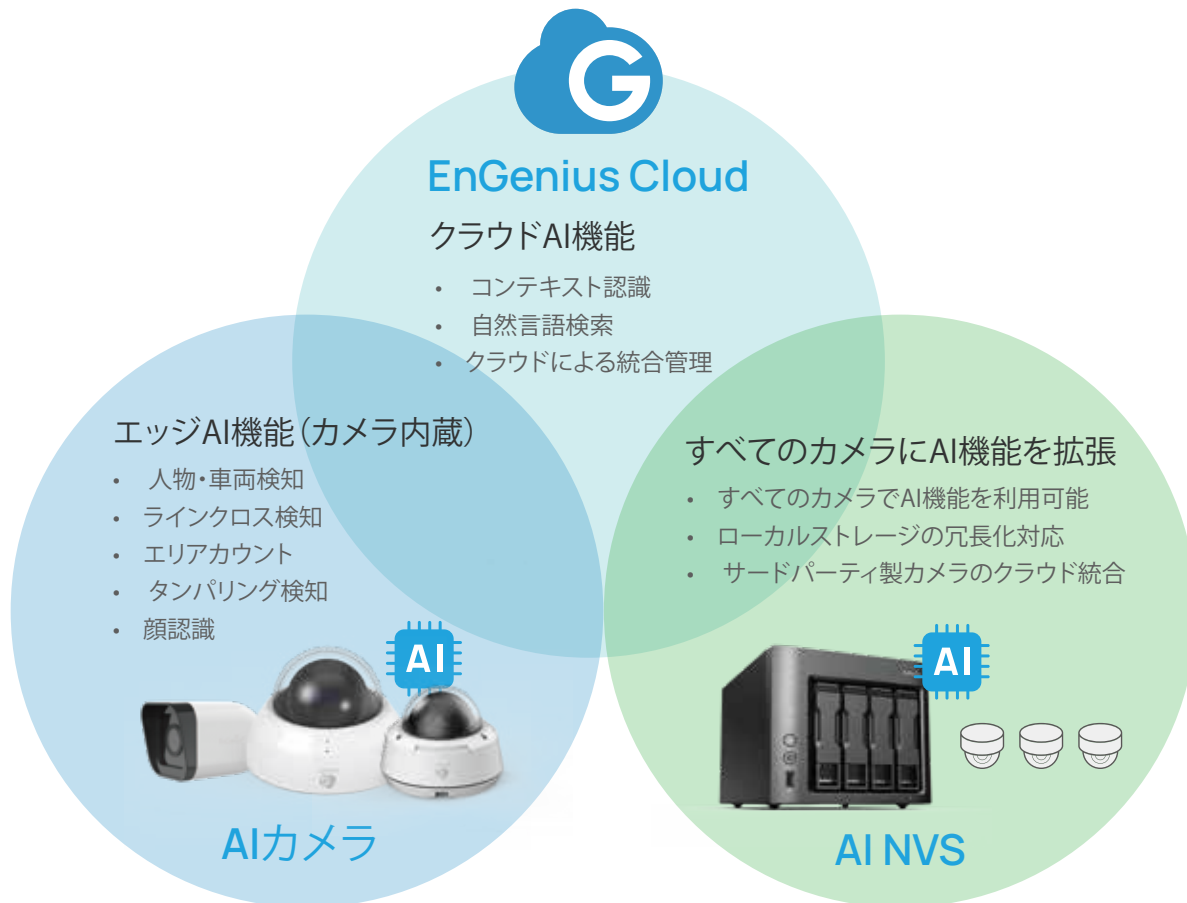 G
EnGenius Cloud
クラウドAI機能
• コンテキスト認識
• 自然言語検索
• クラウドによる統合管理
エッジAI機能（カメラ内蔵）
• 人物・車両検知
• ラインクロス検知
• エリアカウント
• タンパリング検知
• 顔認識
AI
AIカメラ
すべてのカメラにAI機能を拡張
• すべてのカメラでAI機能を利用可能
• ローカルストレージの冗長化対応
• サードパーティ製カメラのクラウド統合
AI
AI NVS